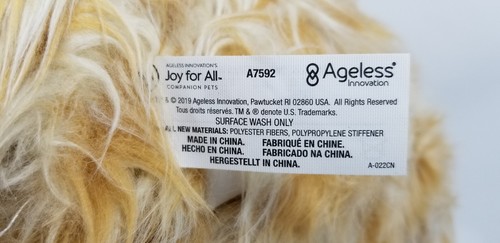 AGELESS INNOVATION'S
Joy for All™
COMPANION PETS
A7592
Ageless®
Innovation
© 2019 Ageless Innovation, Pawtucket RI 02860 USA. All Rights Reserved
Tous droits réservés. TM & ® denote U.S. Trademarks.
SURFACE WASH ONLY
NEW MATERIALS: POLYESTER FIBERS, POLYPROPYLENE STIFFENER
MADE IN CHINA. FABRIQUÉ EN CHINE.
HECHO EN CHINA. FABRICADO NA CHINA.
HERGESTELLT IN CHINA.
A-022CN